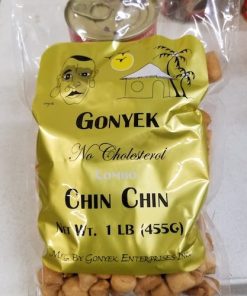 GONYEK
No Cholesterol
COMBO
CHIN CHIN
NET WT. 1 LB (455G)
MFG BY GONYEK ENTERPRISES INC